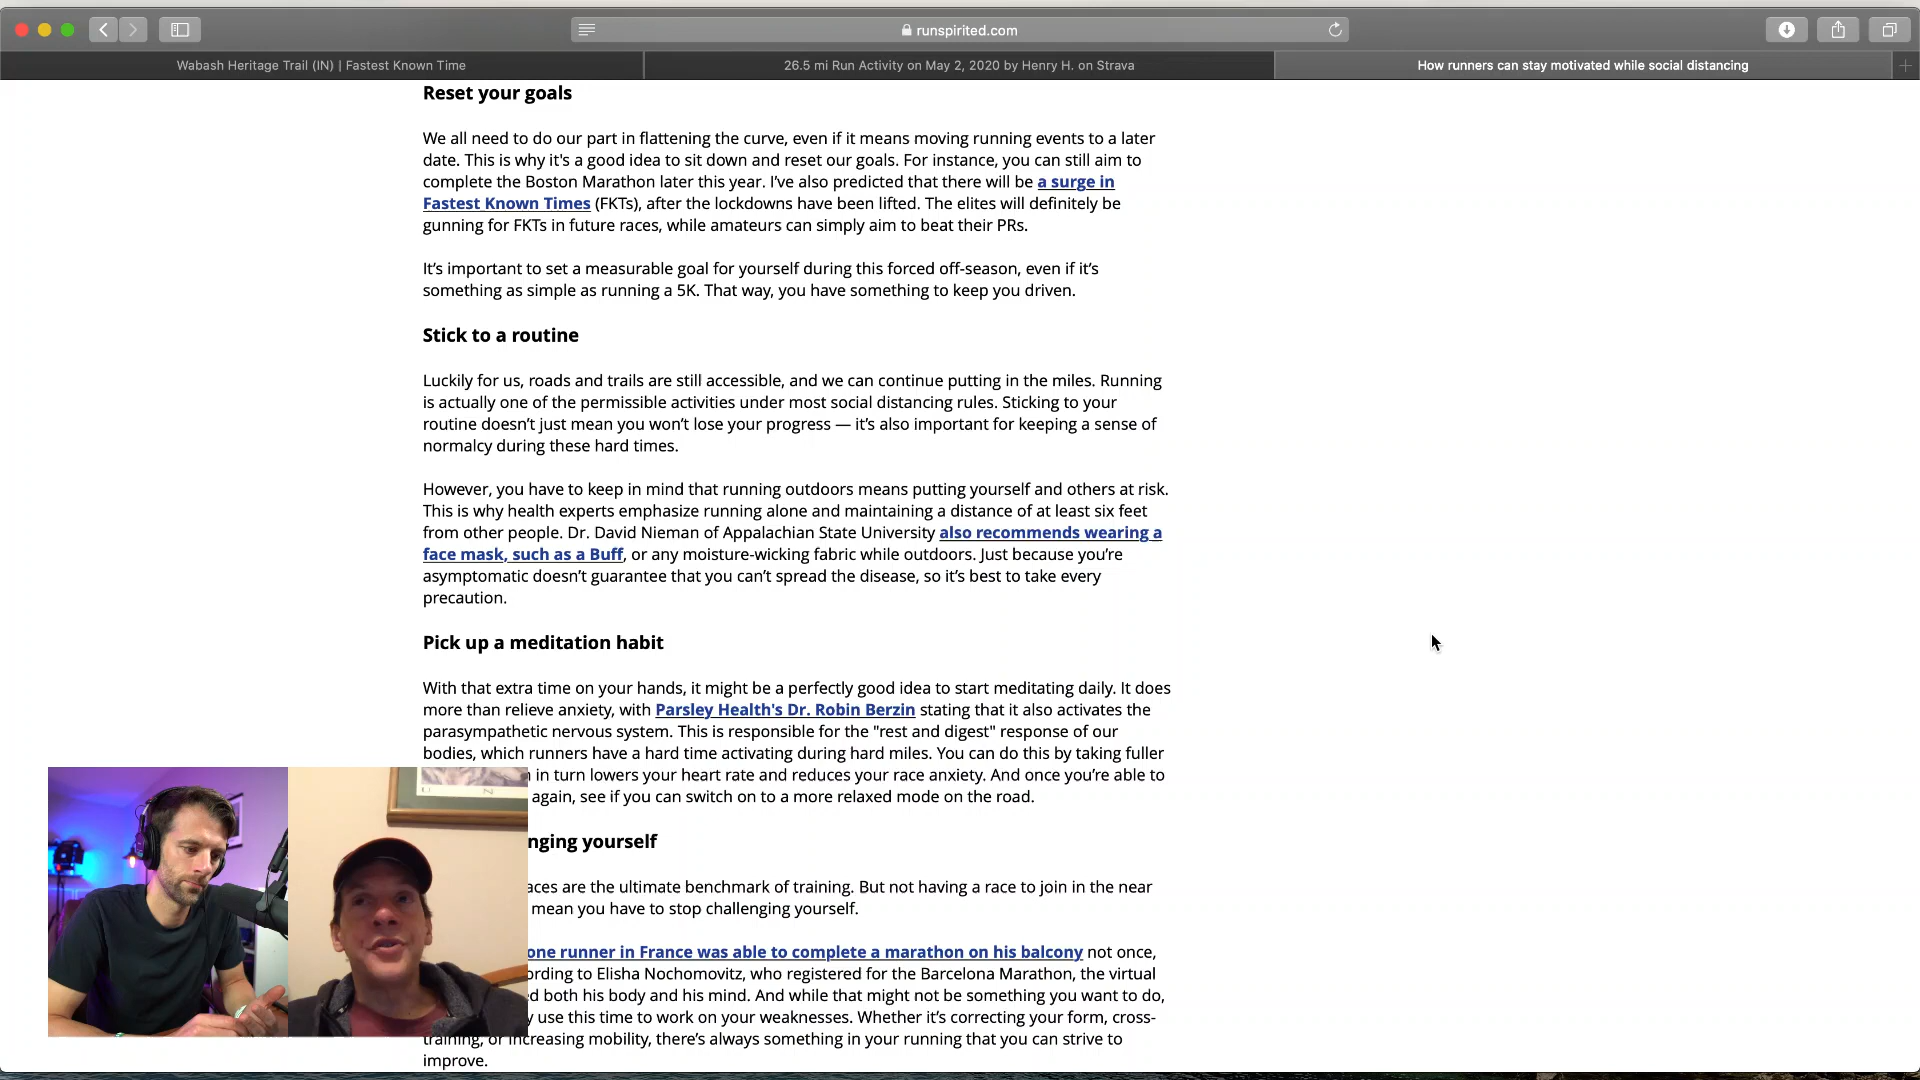 runspirited.com
Wabash Heritage Trail (IN) | Fastest Known Time
26.5 mi Run Activity on May 2, 2020 by Henry H. on Strava
How runners can stay motivated while social distancing
Reset your goals
We all need to do our part in flattening the curve, even if it means moving running events to a later
date. This is why it's a good idea to sit down and reset our goals. For instance, you can still aim to
complete the Boston Marathon later this year. I’ve also predicted that there will be a surge in
Fastest Known Times (FKTs), after the lockdowns have been lifted. The elites will definitely be
gunning for FKTs in future races, while amateurs can simply aim to beat their PRs.
It’s important to set a measurable goal for yourself during this forced off-season, even if it’s
something as simple as running a 5K. That way, you have something to keep you driven.
Stick to a routine
Luckily for us, roads and trails are still accessible, and we can continue putting in the miles. Running
is actually one of the permissible activities under most social distancing rules. Sticking to your
routine doesn’t just mean you won’t lose your progress — it’s also important for keeping a sense of
normalcy during these hard times.
However, you have to keep in mind that running outdoors means putting yourself and others at risk.
This is why health experts emphasize running alone and maintaining a distance of at least six feet
from other people. Dr. David Nieman of Appalachian State University also recommends wearing a
face mask, such as a Buff, or any moisture-wicking fabric while outdoors. Just because you’re
asymptomatic doesn’t guarantee that you can’t spread the disease, so it’s best to take every
precaution.
Pick up a meditation habit
With that extra time on your hands, it might be a perfectly good idea to start meditating daily. It does
more than relieve anxiety, with Parsley Health's Dr. Robin Berzin stating that it also activates the
parasympathetic nervous system. This is responsible for the "rest and digest" response of our
bodies, which runners have a hard time activating during hard miles. You can do this by taking fuller
in turn lowers your heart rate and reduces your race anxiety. And once you’re able to
again, see if you can switch on to a more relaxed mode on the road.
nging yourself
aces are the ultimate benchmark of training. But not having a race to join in the near
mean you have to stop challenging yourself.
one runner in France was able to complete a marathon on his balcony not once,
ording to Elisha Nochomovitz, who registered for the Barcelona Marathon, the virtual
d both his body and his mind. And while that might not be something you want to do,
y use this time to work on your weaknesses. Whether it’s correcting your form, cross-
training, or increasing mobility, there’s always something in your running that you can strive to
improve.